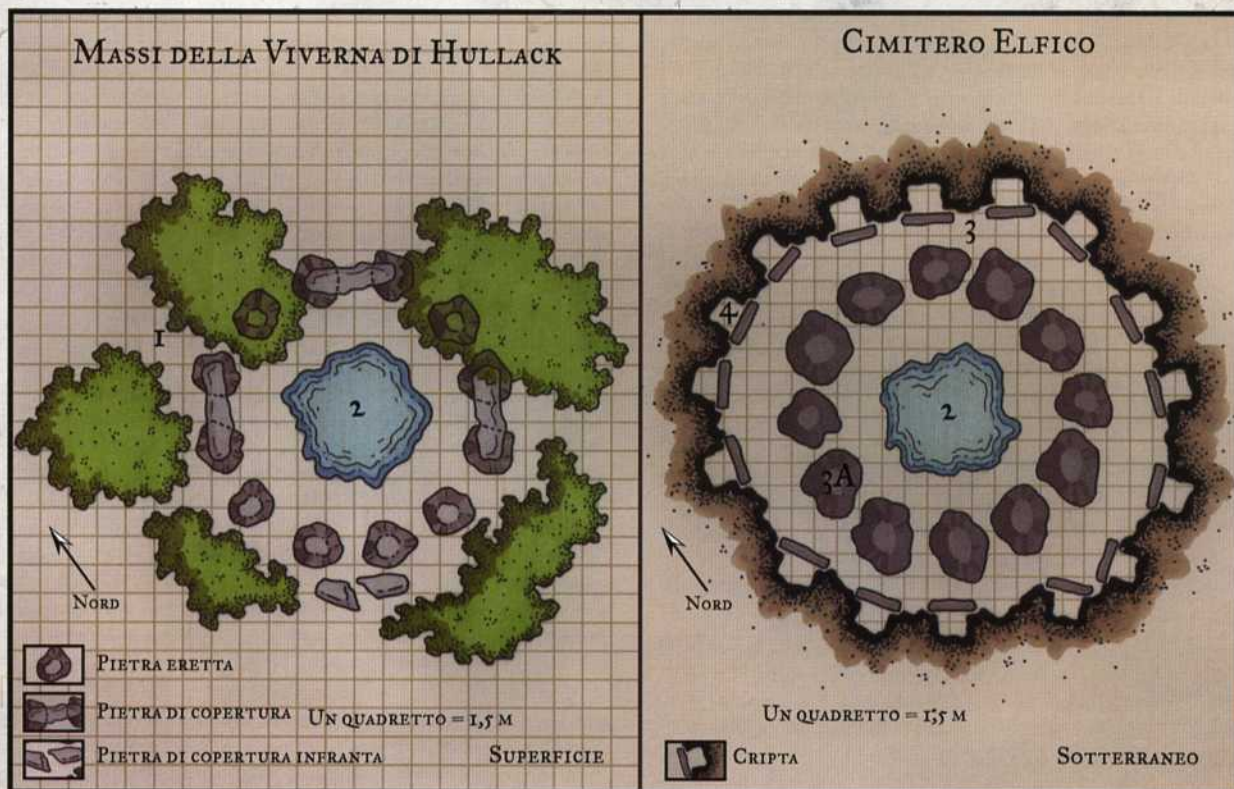 Massi della Viverna di Hullack
1
2
Nord
Pietra eretta
Pietra di copertura
Un quadretto = 1,5 m
Pietra di copertura infranta
Superficie
Cimitero Elfico
3
4
2
3A
Nord
Un quadretto = 1,5 m
Cripta
Sotterraneo